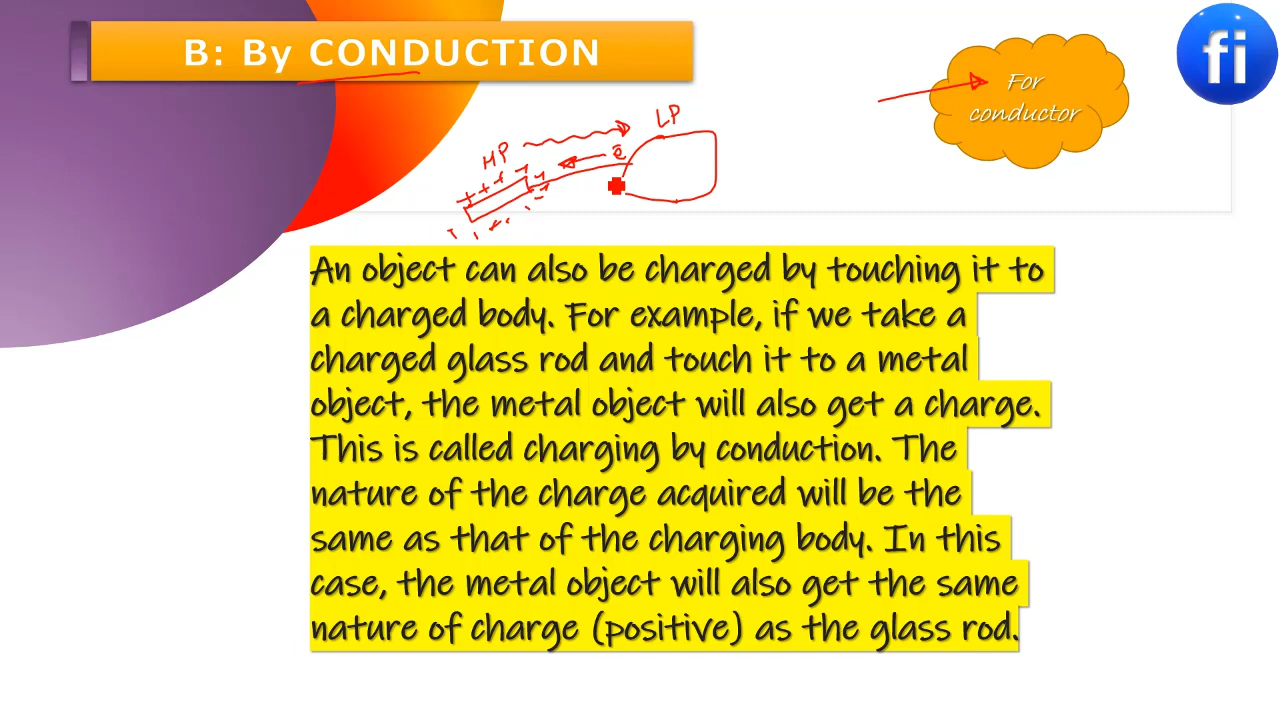 B: By CONDUCTION
fi
For
conductor
LP
HP
e
An object can also be charged by touching it to
a charged body. For example, if we take a
charged glass rod and touch it to a metal
object, the metal object will also get a charge.
This is called charging by conduction. The
nature of the charge acquired will be the
same as that of the charging body. In this
case, the metal object will also get the same
nature of charge (positive) as the glass rod.